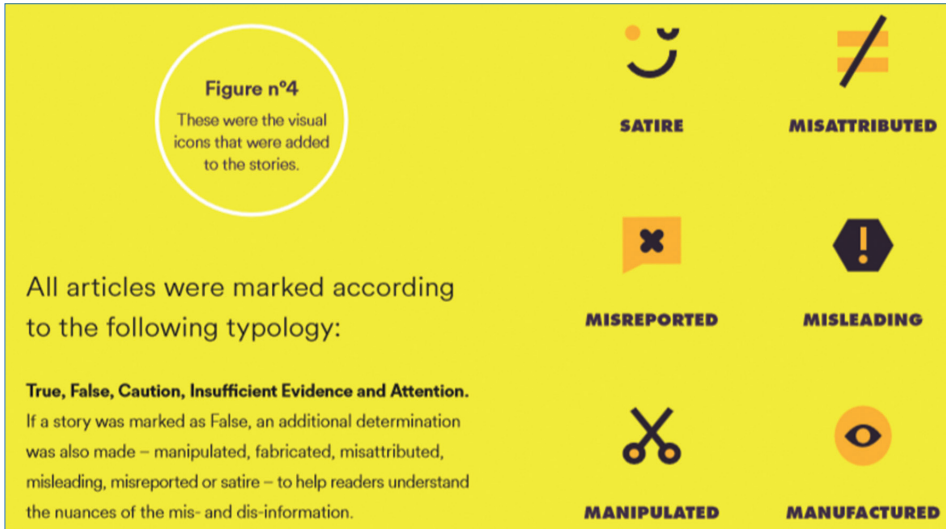 Figure nº4
These were the visual
icons that were added
to the stories.
SATIRE
MISATTRIBUTED
MISREPORTED
MISLEADING
All articles were marked according
to the following typology:
True, False, Caution, Insufficient Evidence and Attention.
If a story was marked as False, an additional determination
was also made – manipulated, fabricated, misattributed,
misleading, misreported or satire – to help readers understand
the nuances of the mis- and dis-information.
MANIPULATED
MANUFACTURED